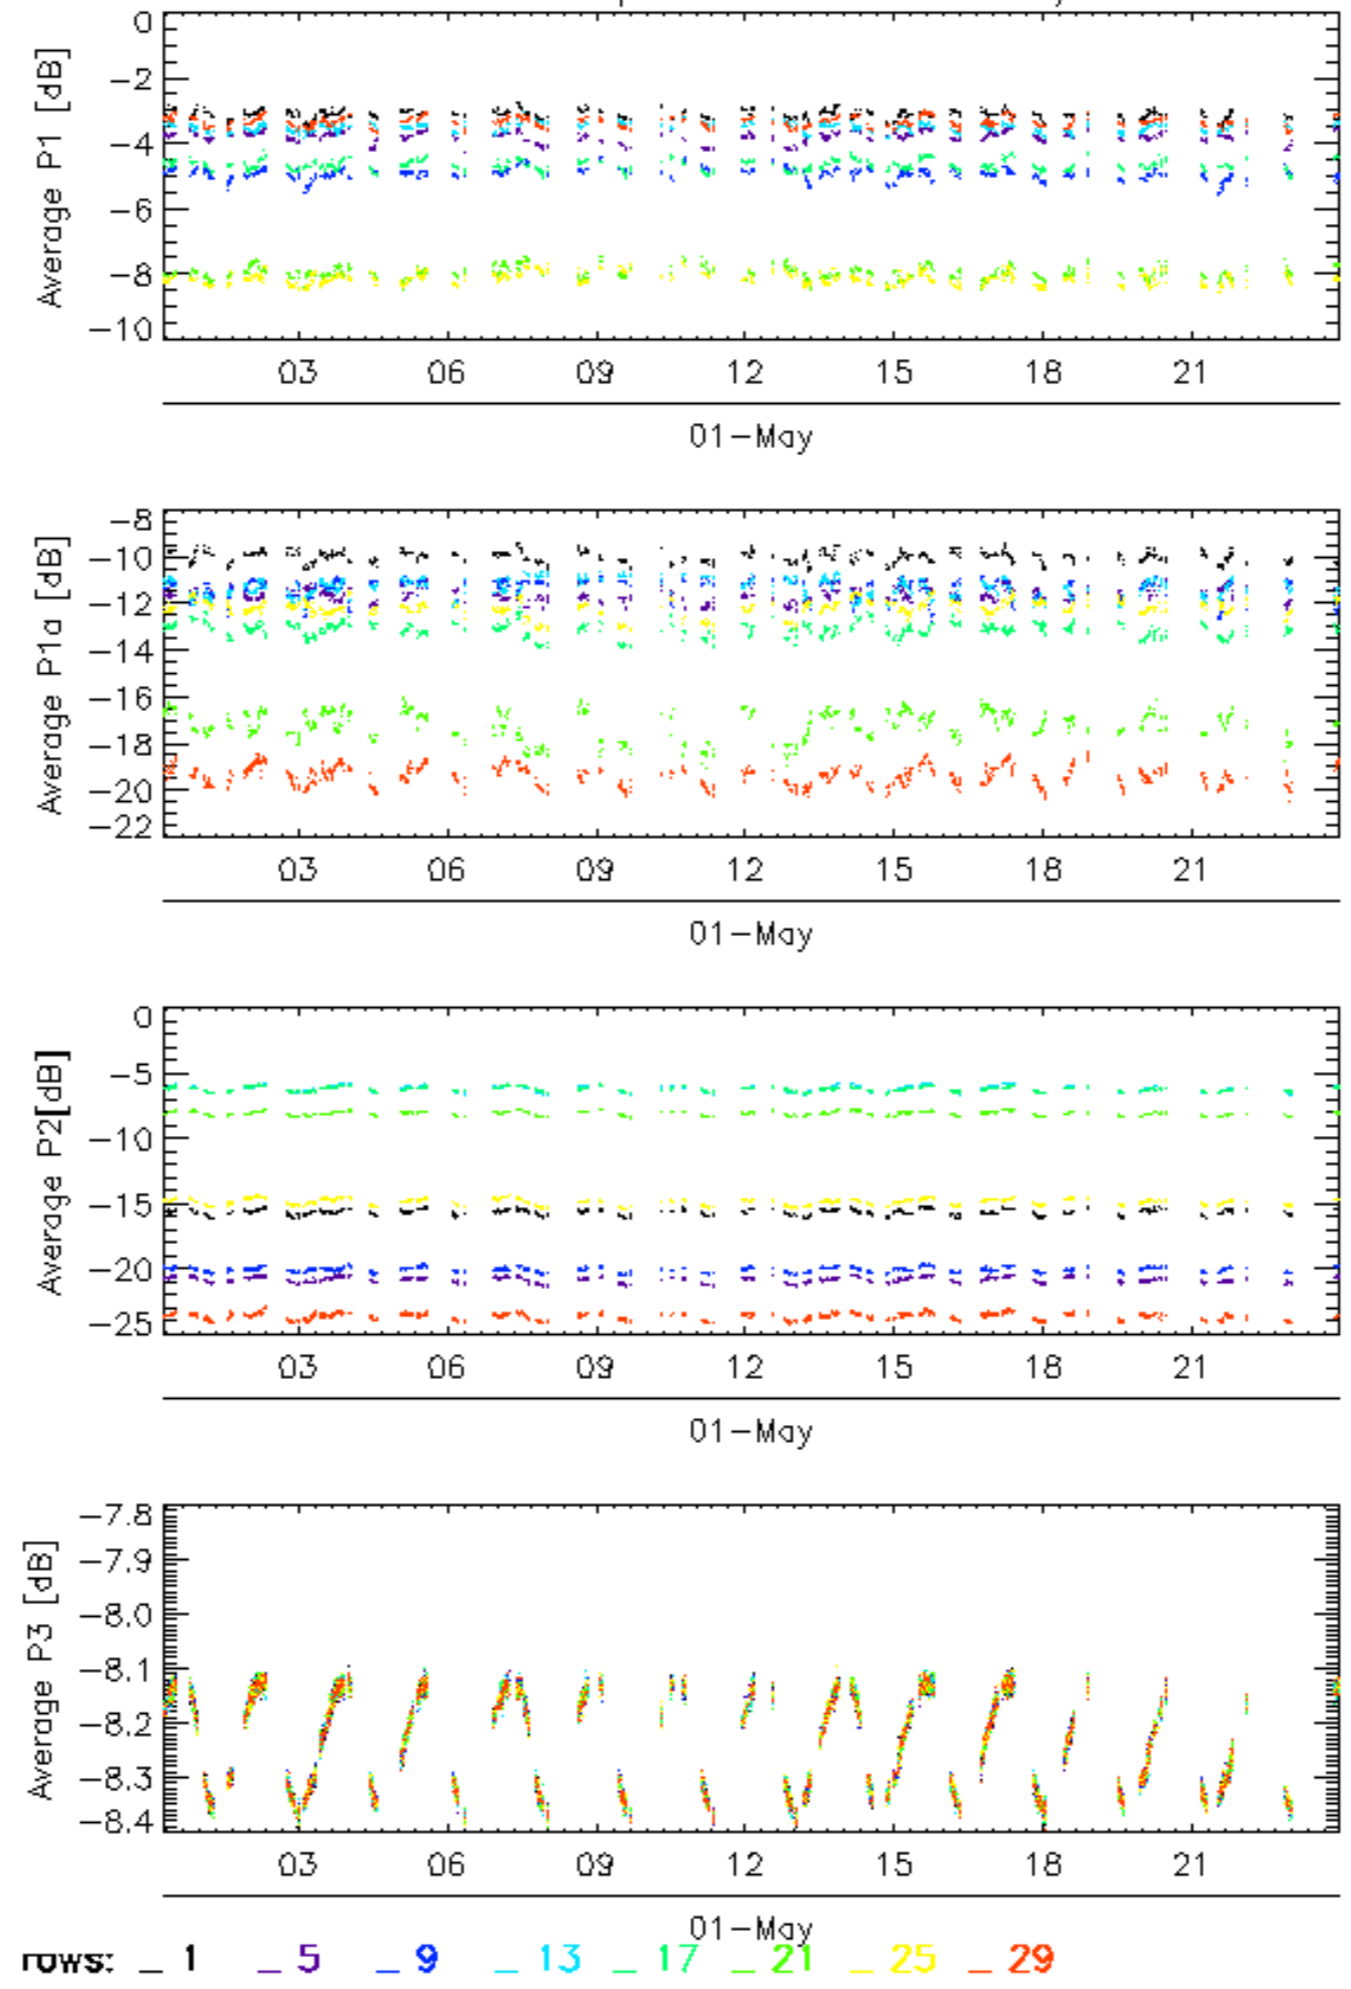 0
-2
-4
-6
-8
-10
Average P1 [dB]
03 06 09 12 15 18 21
01-May
-8
-10
-12
-14
-16
-18
-20
-22
Average P1a [dB]
03 06 09 12 15 18 21
01-May
0
-5
-10
-15
-20
-25
Average P2[dB]
03 06 09 12 15 18 21
01-May
-7.8
-7.9
-8.0
-8.1
-8.2
-8.3
-8.4
Average P3 [dB]
03 06 09 12 15 18 21
01-May
rows: _ 1 _ 5 _ 9 _ 13 _ 17 _ 21 _ 25 _ 29